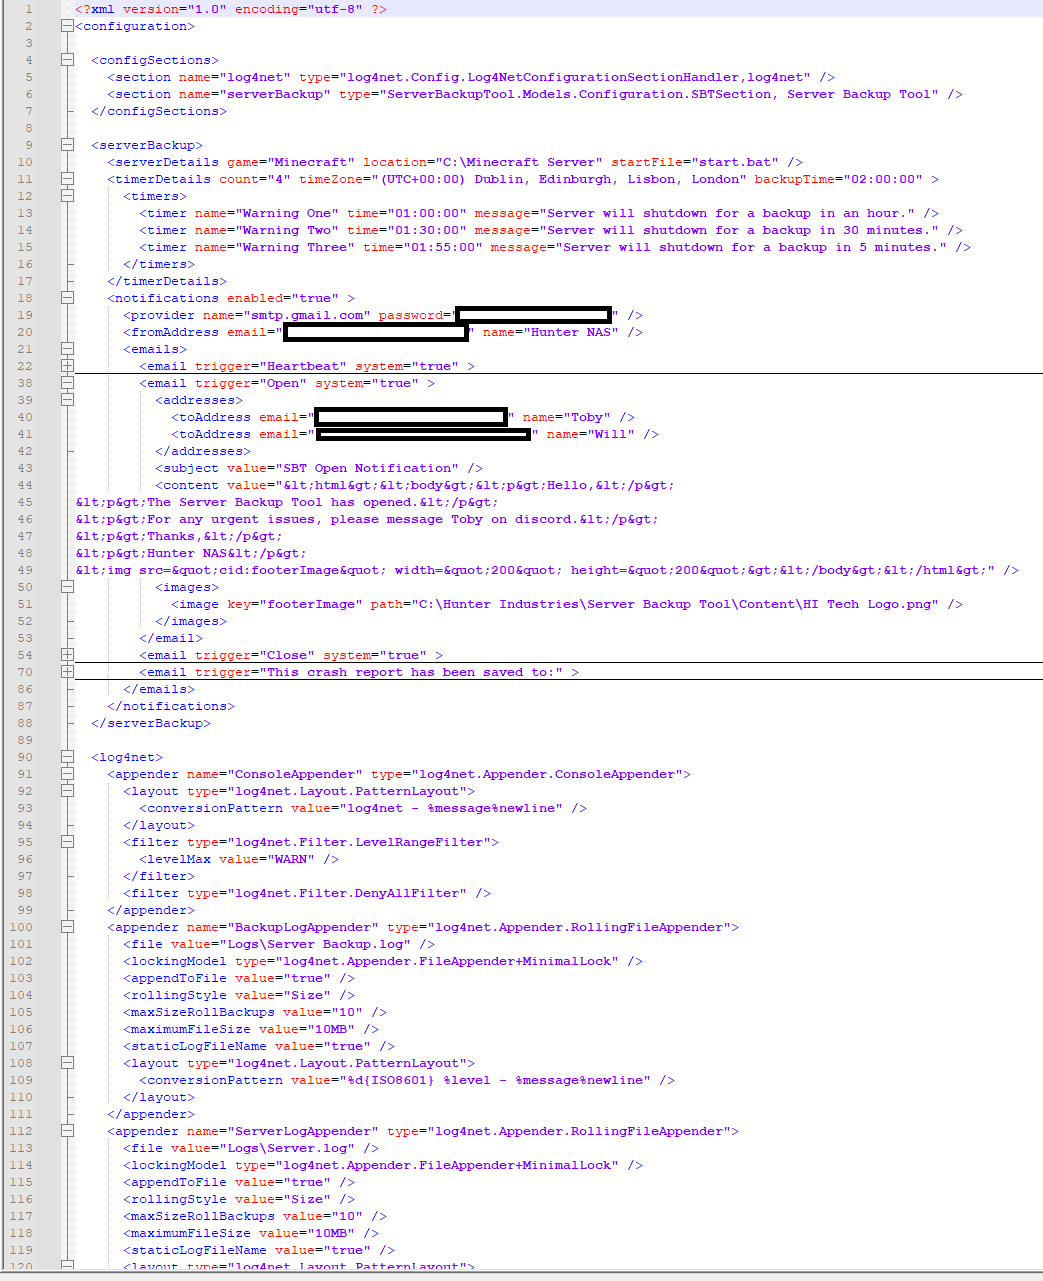 1 <?xml version="1.0" encoding="utf-8" ?>
2 <configuration>
3
4 <configSections>
5 <section name="log4net" type="log4net.Config.Log4NetConfigurationSectionHandler,log4net" />
6 <section name="serverBackup" type="ServerBackupTool.Models.Configuration.SBTSection, Server Backup Tool" />
7 </configSections>
8
9 <serverBackup>
10 <serverDetails game="Minecraft" location="C:\Minecraft Server" startFile="start.bat" />
11 <timerDetails count="4" timeZone="(UTC+00:00) Dublin, Edinburgh, Lisbon, London" backupTime="02:00:00" >
12 <timers>
13 <timer name="Warning One" time="01:00:00" message="Server will shutdown for a backup in an hour." />
14 <timer name="Warning Two" time="01:30:00" message="Server will shutdown for a backup in 30 minutes." />
15 <timer name="Warning Three" time="01:55:00" message="Server will shutdown for a backup in 5 minutes." />
16 </timers>
17 </timerDetails>
18 <notifications enabled="true" >
19 <provider name="smtp.gmail.com" password="" />
20 <fromAddress email="" name="Hunter NAS" />
21 <emails>
22 <email trigger="Heartbeat" system="true" >
38 <email trigger="Open" system="true" >
39 <addresses>
40 <toAddress email="" name="Toby" />
41 <toAddress email="" name="Will" />
42 </addresses>
43 <subject value="SBT Open Notification" />
44 <content value="&lt;html&gt;&lt;body&gt;&lt;p&gt;Hello,&lt;/p&gt;
45 &lt;p&gt;The Server Backup Tool has opened.&lt;/p&gt;
46 &lt;p&gt;For any urgent issues, please message Toby on discord.&lt;/p&gt;
47 &lt;p&gt;Thanks,&lt;/p&gt;
48 &lt;p&gt;Hunter NAS&lt;/p&gt;
49 &lt;img src=&quot;cid:footerImage&quot; width=&quot;200&quot; height=&quot;200&quot;&gt;&lt;/body&gt;&lt;/html&gt;" />
50 <images>
51 <image key="footerImage" path="C:\Hunter Industries\Server Backup Tool\Content\HI Tech Logo.png" />
52 </images>
53 </email>
54 <email trigger="Close" system="true" >
70 <email trigger="This crash report has been saved to:" >
86 </emails>
87 </notifications>
88 </serverBackup>
89
90 <log4net>
91 <appender name="ConsoleAppender" type="log4net.Appender.ConsoleAppender">
92 <layout type="log4net.Layout.PatternLayout">
93 <conversionPattern value="log4net - %message%newline" />
94 </layout>
95 <filter type="log4net.Filter.LevelRangeFilter">
96 <levelMax value="WARN" />
97 </filter>
98 <filter type="log4net.Filter.DenyAllFilter" />
99 </appender>
100 <appender name="BackupLogAppender" type="log4net.Appender.RollingFileAppender">
101 <file value="Logs\Server Backup.log" />
102 <lockingModel type="log4net.Appender.FileAppender+MinimalLock" />
103 <appendToFile value="true" />
104 <rollingStyle value="Size" />
105 <maxSizeRollBackups value="10" />
106 <maximumFileSize value="10MB" />
107 <staticLogFileName value="true" />
108 <layout type="log4net.Layout.PatternLayout">
109 <conversionPattern value="%d{ISO8601} %level - %message%newline" />
110 </layout>
111 </appender>
112 <appender name="ServerLogAppender" type="log4net.Appender.RollingFileAppender">
113 <file value="Logs\Server.log" />
114 <lockingModel type="log4net.Appender.FileAppender+MinimalLock" />
115 <appendToFile value="true" />
116 <rollingStyle value="Size" />
117 <maxSizeRollBackups value="10" />
118 <maximumFileSize value="10MB" />
119 <staticLogFileName value="true" />
120 <layout type="log4net.Layout.PatternLayout">